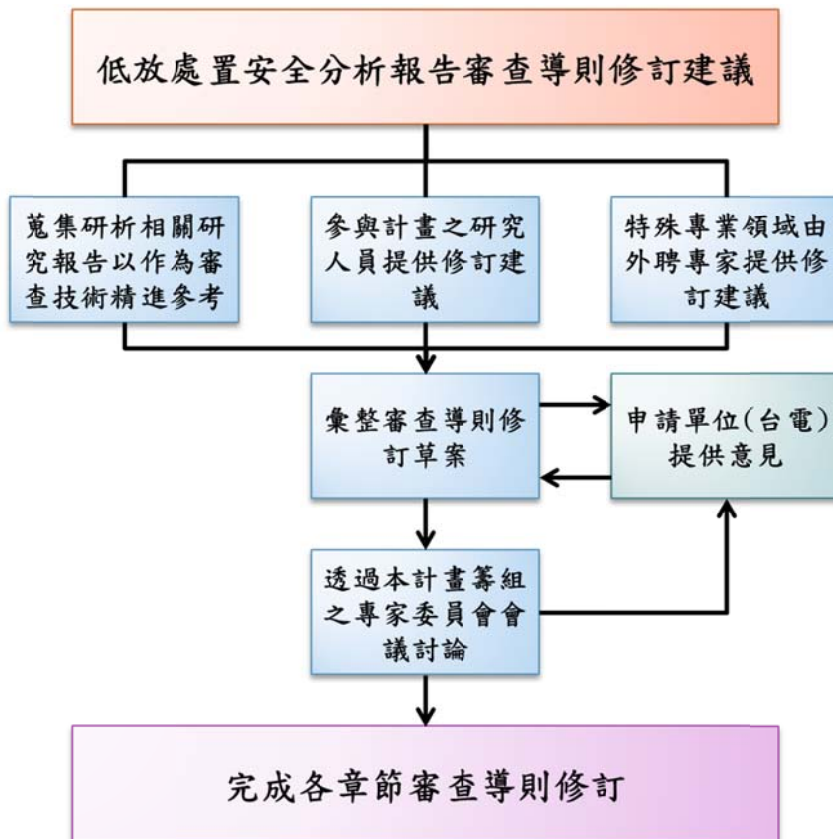 低放處置安全分析報告審查導則修訂建議
蒐集研析相關研
究報告以作為審
查技術精進參考
參與計畫之研究
人員提供修訂建
議
特殊專業領域由
外聘專家提供修
訂建議
彙整審查導則修
訂草案
申請單位(台電)
提供意見
透過本計畫籌組
之專家委員會會
議討論
完成各章節審查導則修訂